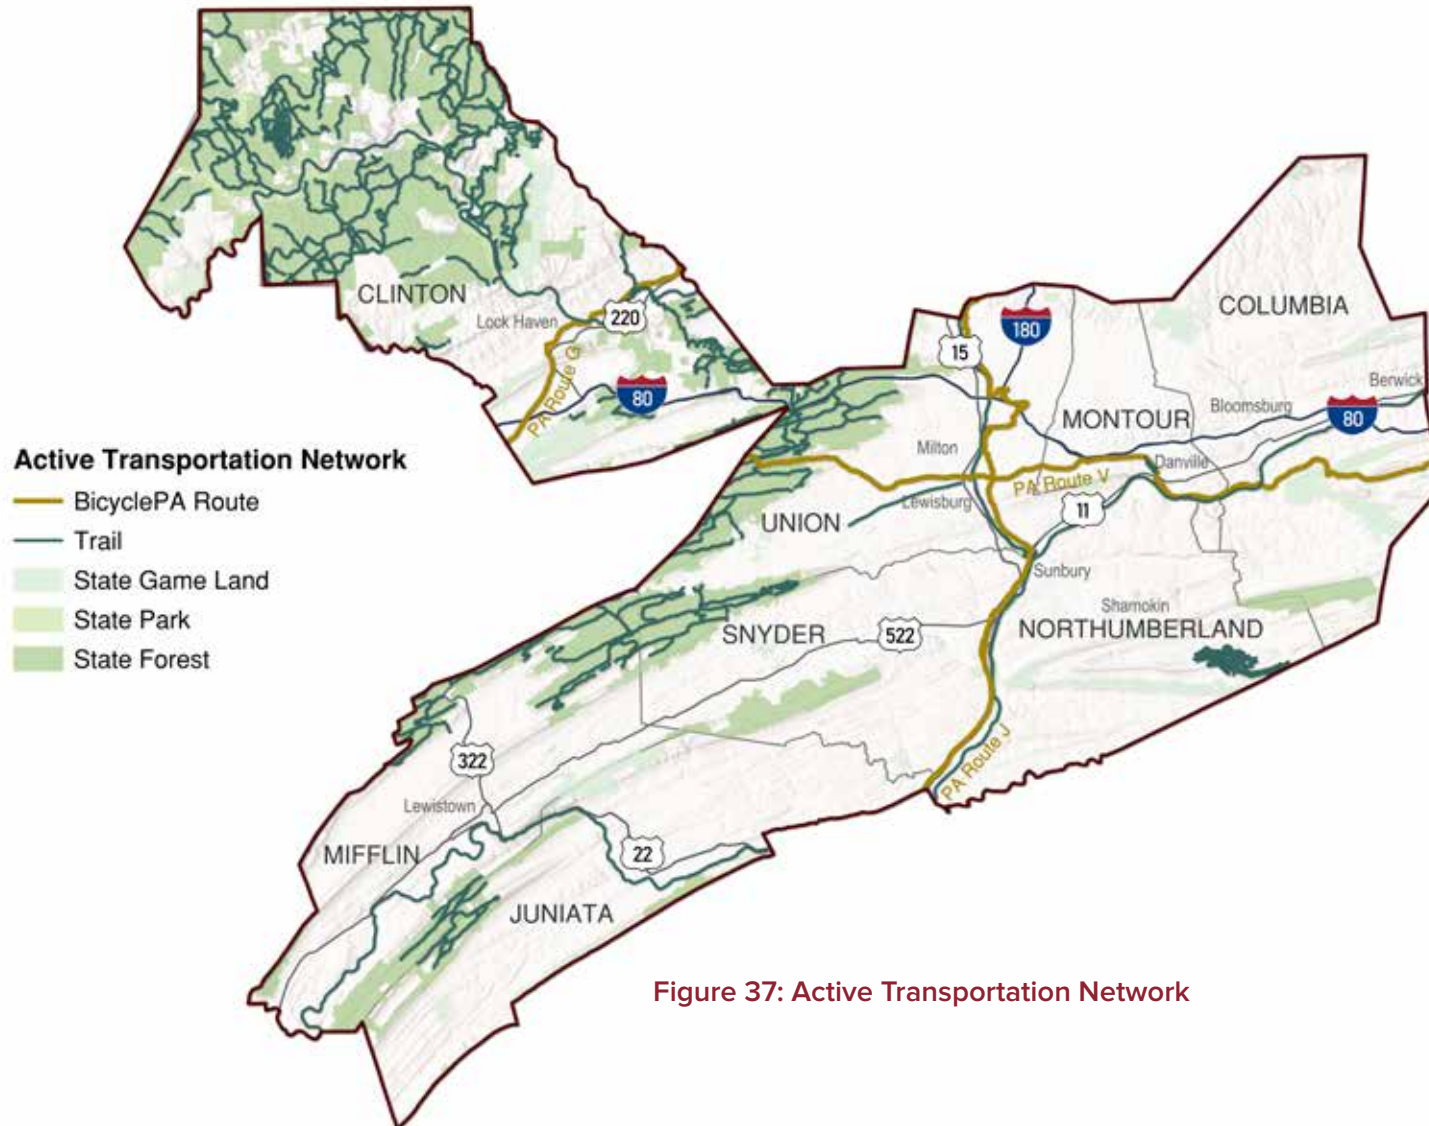 CLINTON
Lock Haven
220
PA Route G
80
COLUMBIA
180
15
Berwick
Bloomsburg
80
MONTOUR
Milton
Danville
PA Route V
Lewisburg
11
UNION
Sunbury
Shamokin
SNYDER
522
NORTHUMBERLAND
322
PA Route J
Lewistown
MIFFLIN
22
JUNIATA
Active Transportation Network
BicyclePA Route
Trail
State Game Land
State Park
State Forest
Figure 37: Active Transportation Network